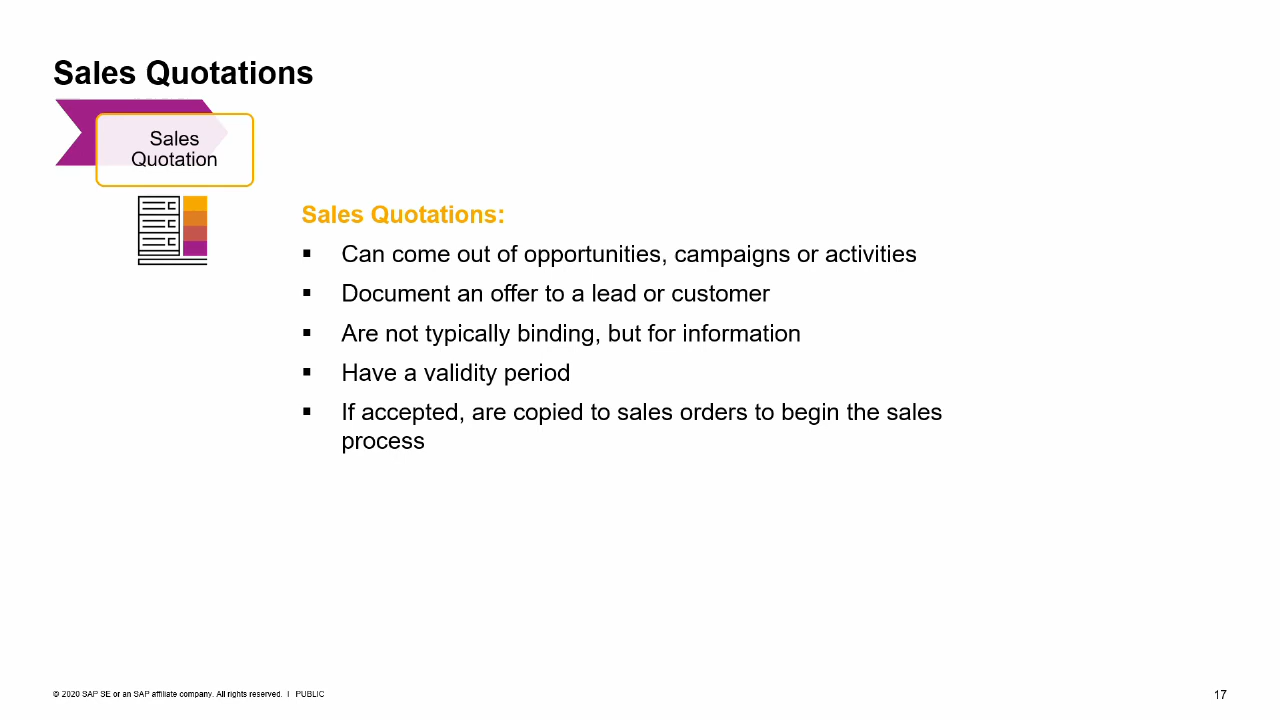 Sales Quotations
Sales
Quotation
Sales Quotations:
▪ Can come out of opportunities, campaigns or activities
▪ Document an offer to a lead or customer
▪ Are not typically binding, but for information
▪ Have a validity period
▪ If accepted, are copied to sales orders to begin the sales
process
© 2020 SAP SE or an SAP affiliate company. All rights reserved. I PUBLIC
17